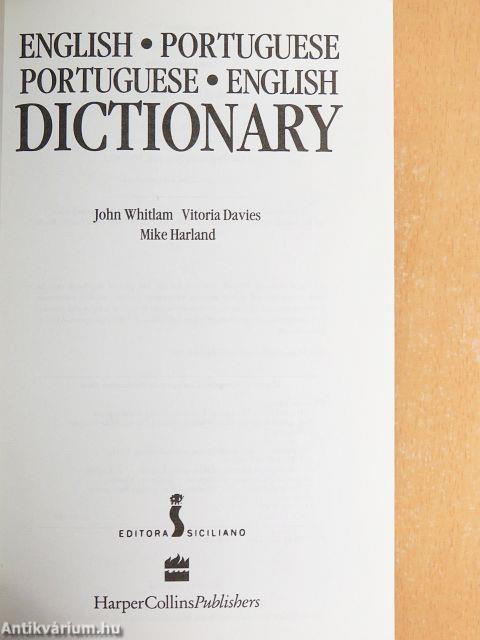 ENGLISH • PORTUGUESE
PORTUGUESE • ENGLISH
DICTIONARY
John Whitlam Vitoria Davies
Mike Harland
EDITORA SICILIANO
HarperCollinsPublishers
Antikvárium.hu